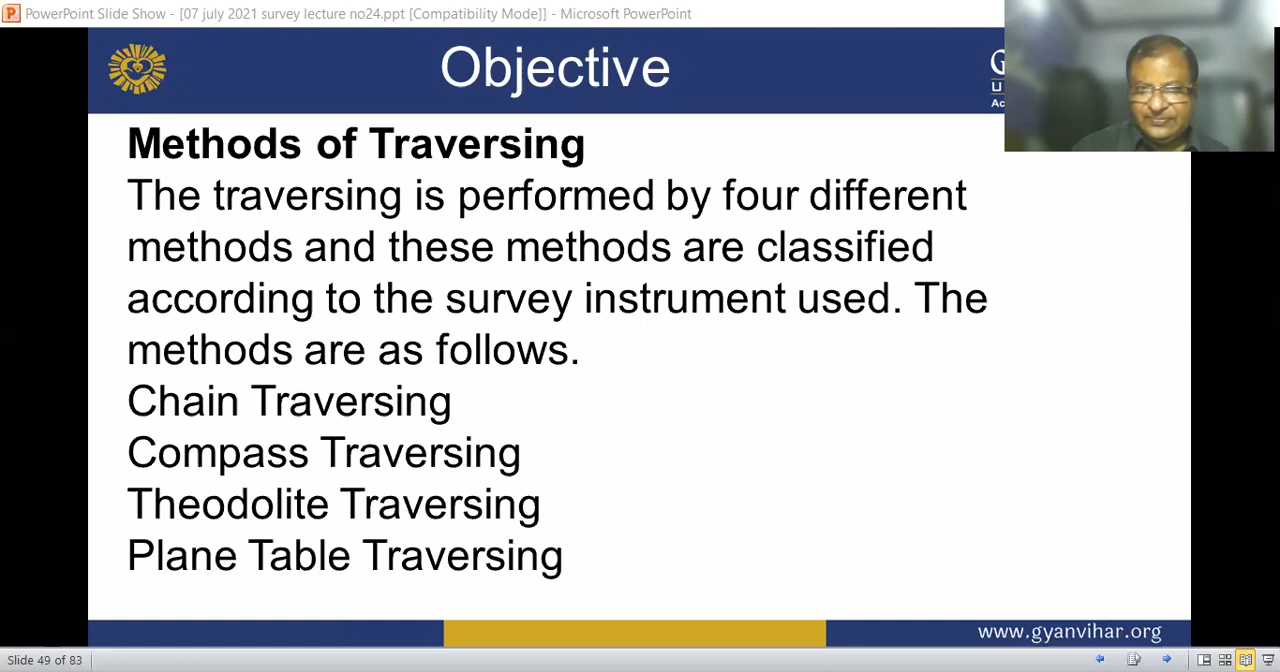 PowerPoint Slide Show - [07 july 2021 survey lecture no24.ppt [Compatibility Mode]] - Microsoft PowerPoint
Objective
G
U
Ac
Methods of Traversing
The traversing is performed by four different
methods and these methods are classified
according to the survey instrument used. The
methods are as follows.
Chain Traversing
Compass Traversing
Theodolite Traversing
Plane Table Traversing
www.gyanvihar.org
Slide 49 of 83